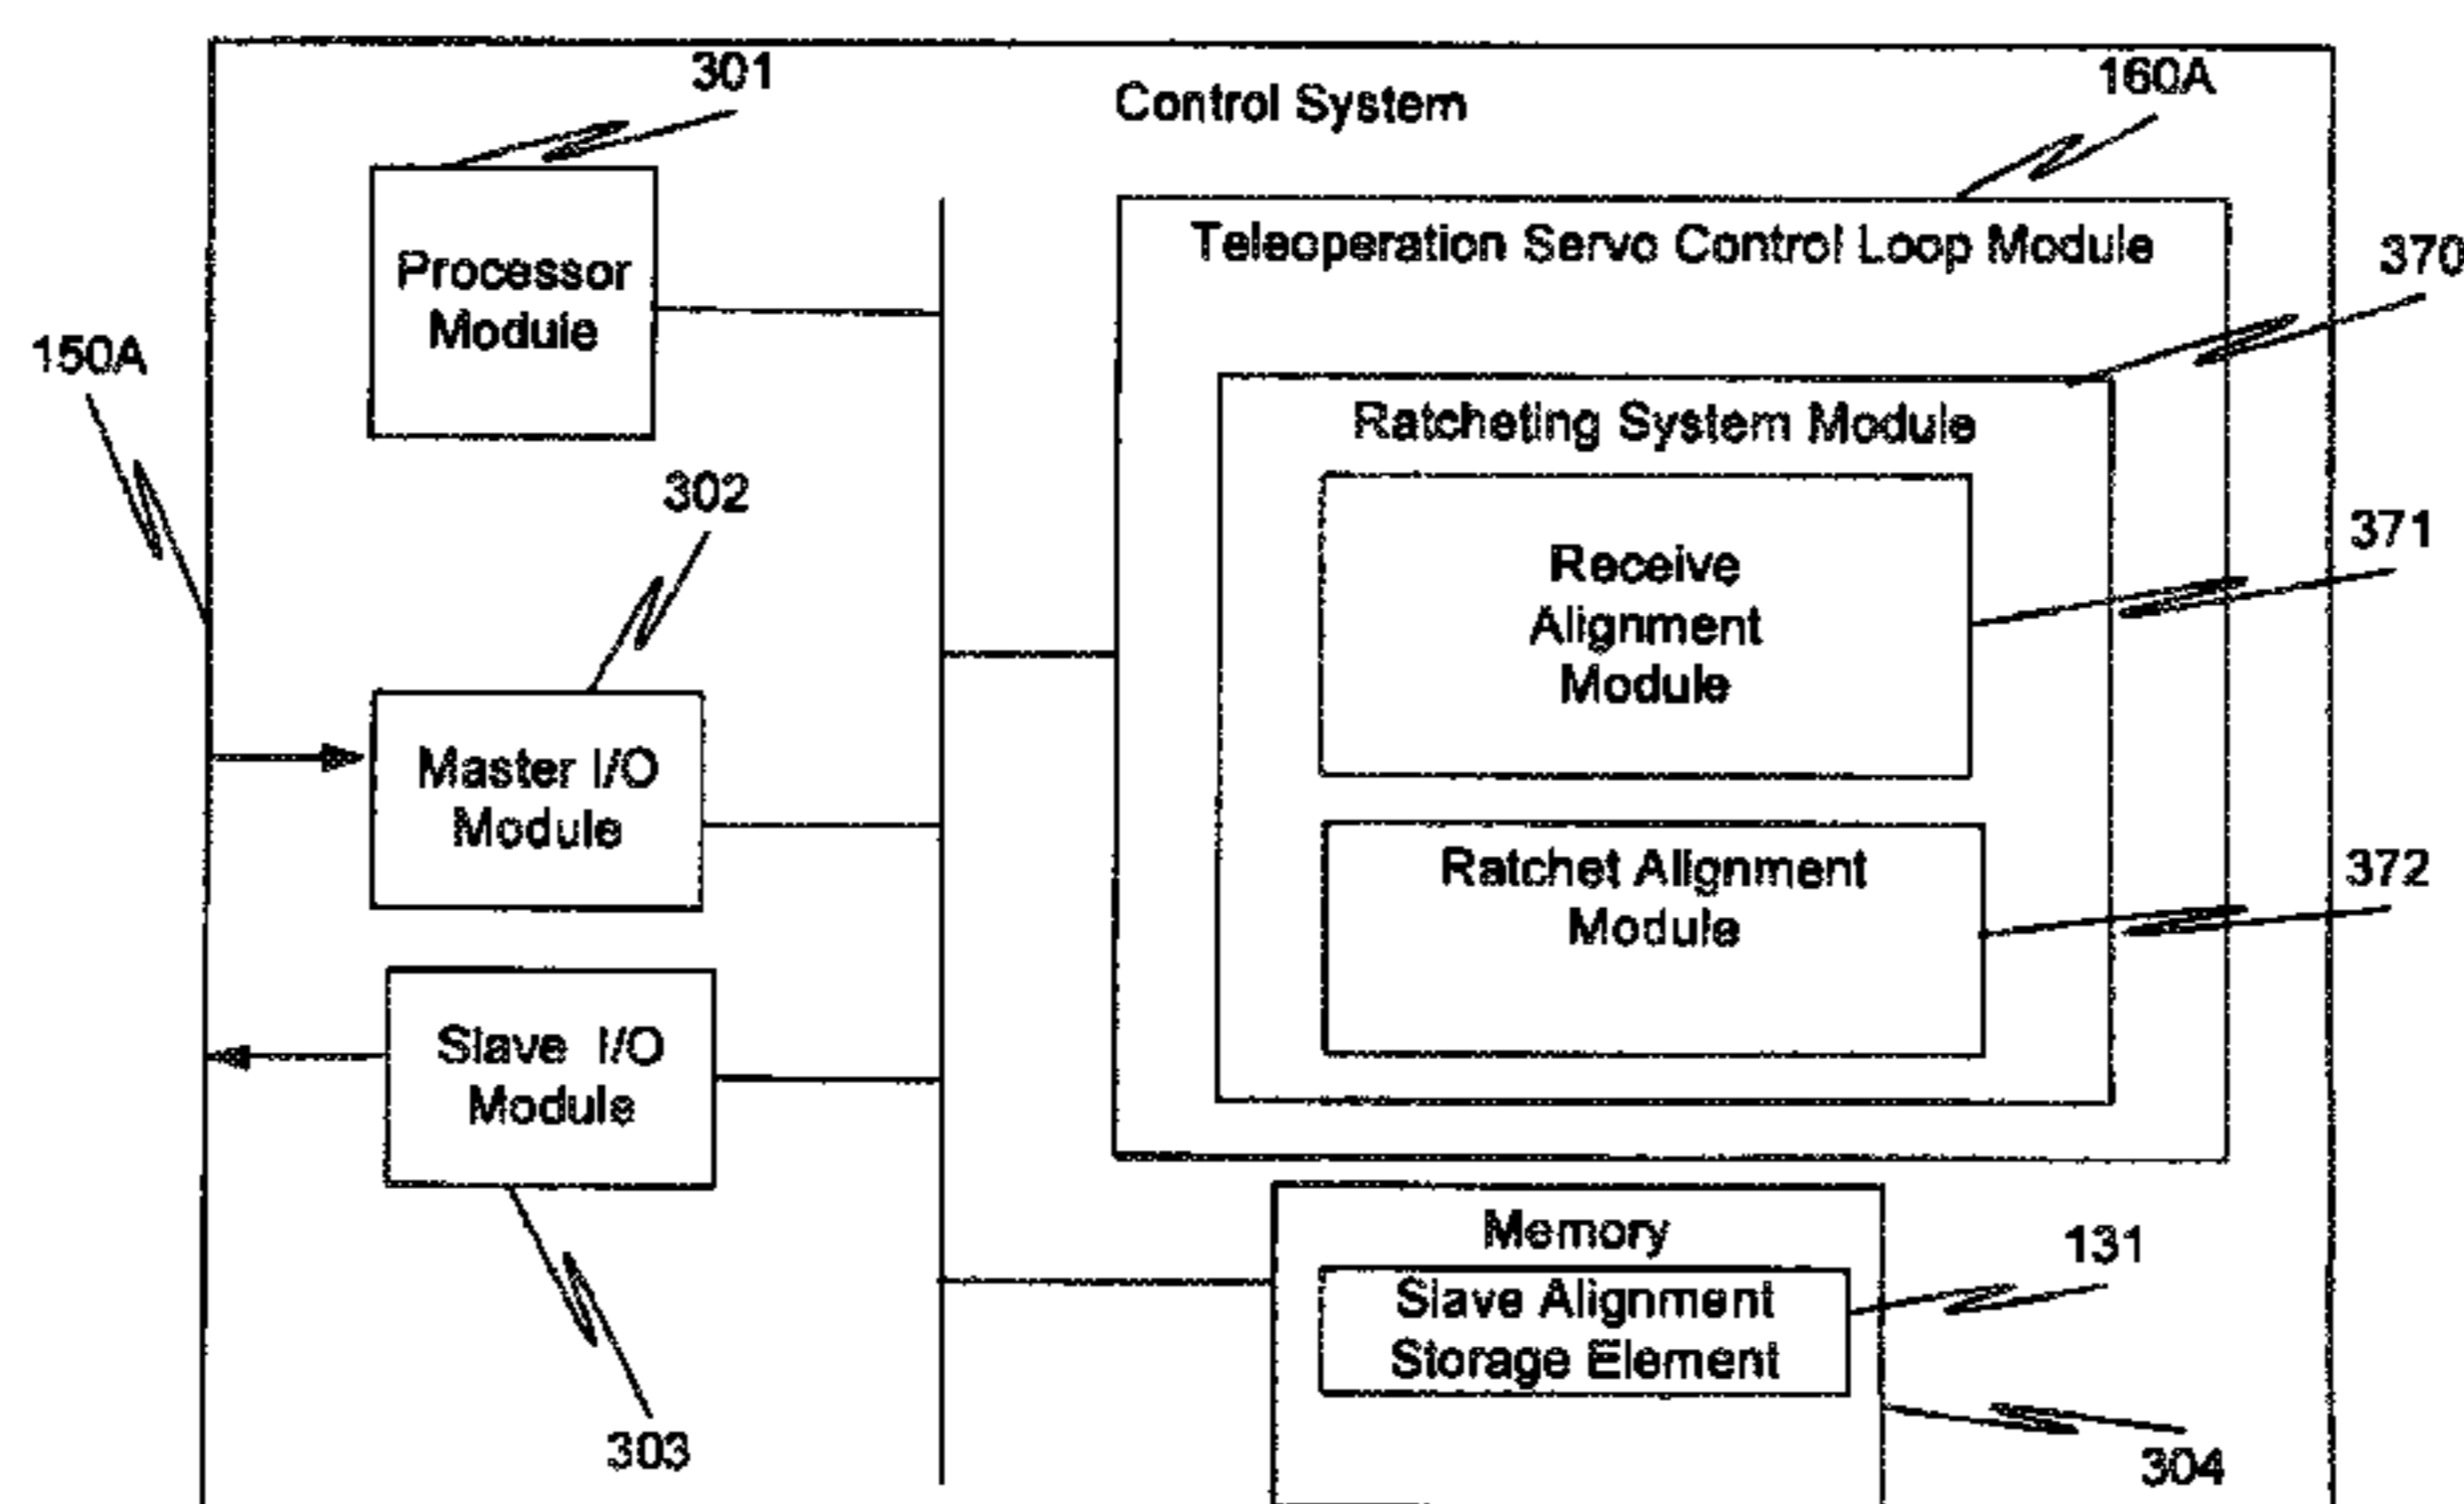 301
Control System
160A
Processor
Module
Teleoperation Servo Control Loop Module
370
150A
Ratcheting System Module
302
Receive
Alignment
Module
371
Master I/O
Module
Ratchet Alignment
Module
372
Slave I/O
Module
Memory
131
Slave Alignment
Storage Element
303
304